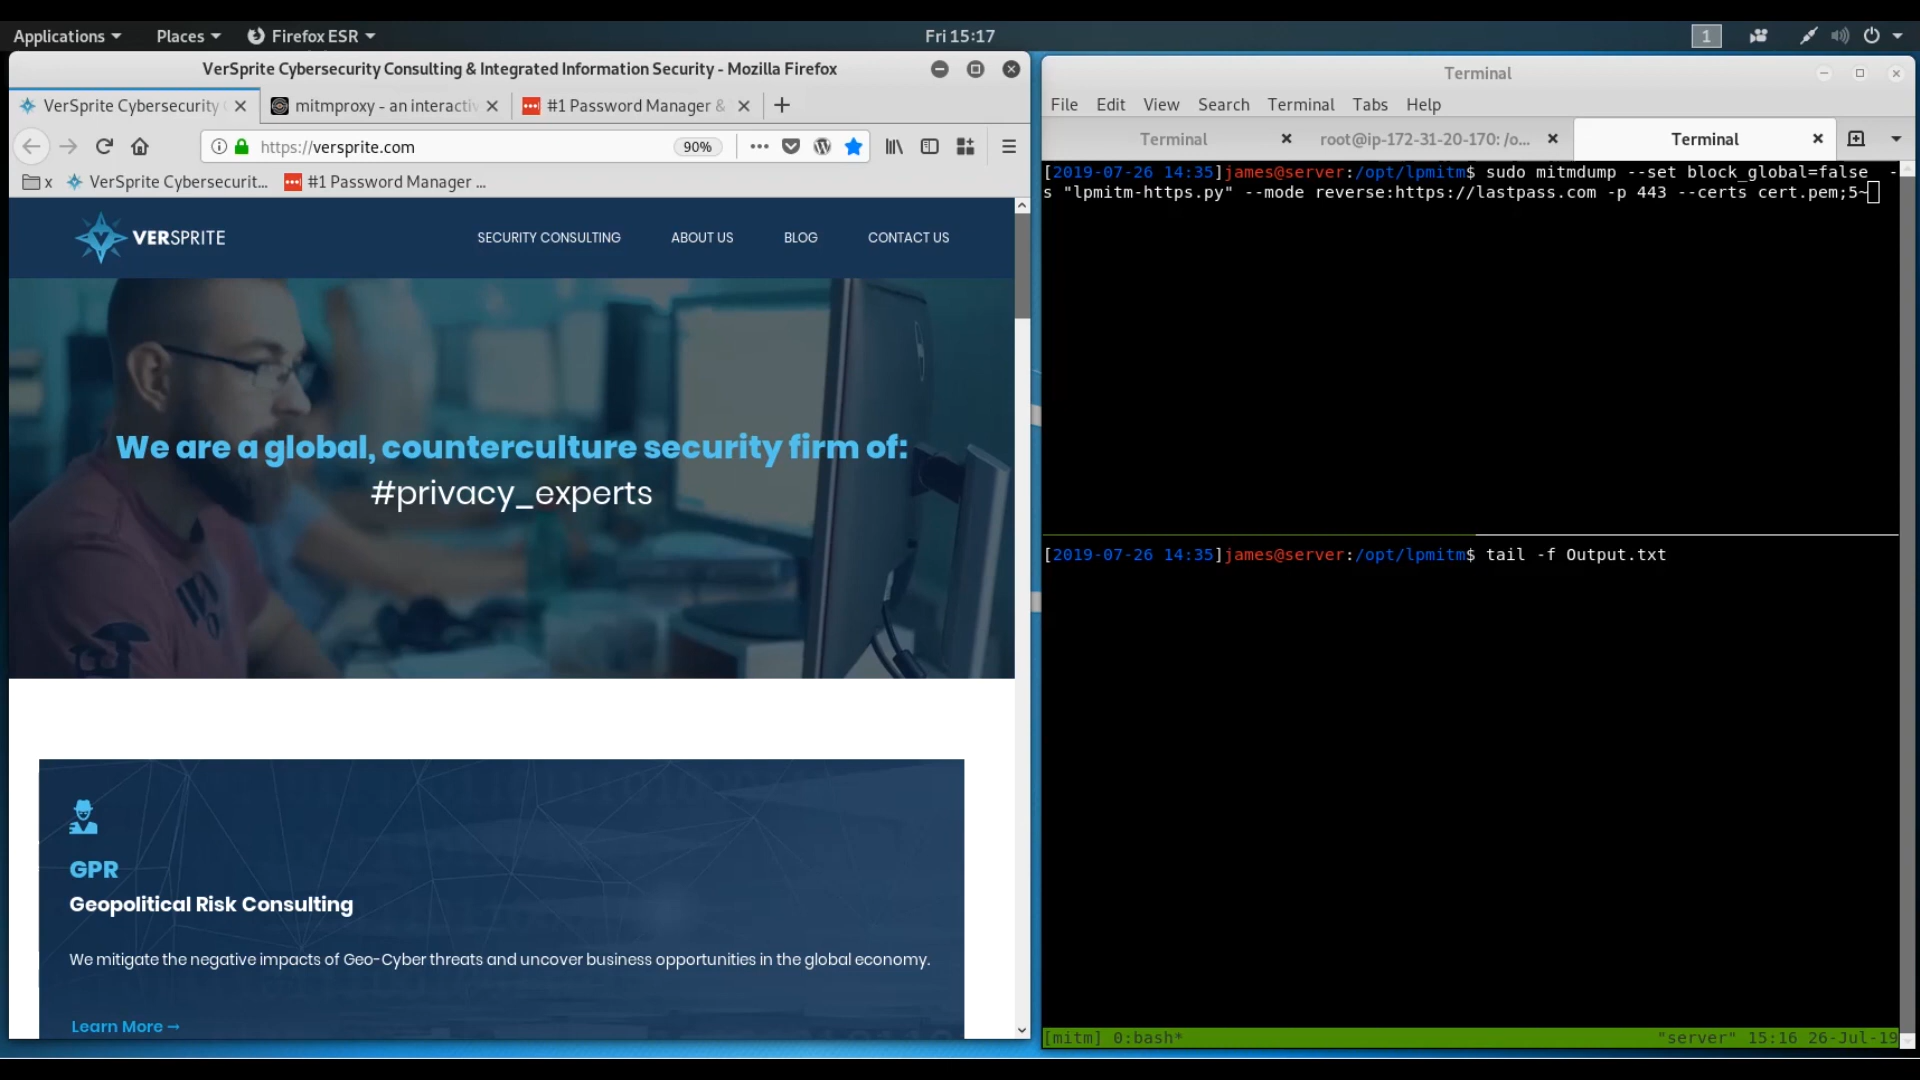 Applications
Places
Firefox ESR
Fri 15:17
1
VerSprite Cybersecurity Consulting & Integrated Information Security - Mozilla Firefox
VerSprite Cybersecurity
mitmproxy - an interactiv
#1 Password Manager &
https://versprite.com
90%
x
VerSprite Cybersecurit...
#1 Password Manager ...
VERSPRITE
SECURITY CONSULTING
ABOUT US
BLOG
CONTACT US
We are a global, counterculture security firm of:
#privacy_experts
GPR
Geopolitical Risk Consulting
We mitigate the negative impacts of Geo-Cyber threats and uncover business opportunities in the global economy.
Learn More →
Terminal
File Edit View Search Terminal Tabs Help
Terminal
root@ip-172-31-20-170: /o...
Terminal
[2019-07-26 14:35]james@server:/opt/lpmitm$ sudo mitmdump --set block_global=false -
s "lpmitm-https.py" --mode reverse:https://lastpass.com -p 443 --certs cert.pem;5~
[2019-07-26 14:35]james@server:/opt/lpmitm$ tail -f Output.txt
[mitm] 0:bash*
"server" 15:16 26-Jul-19